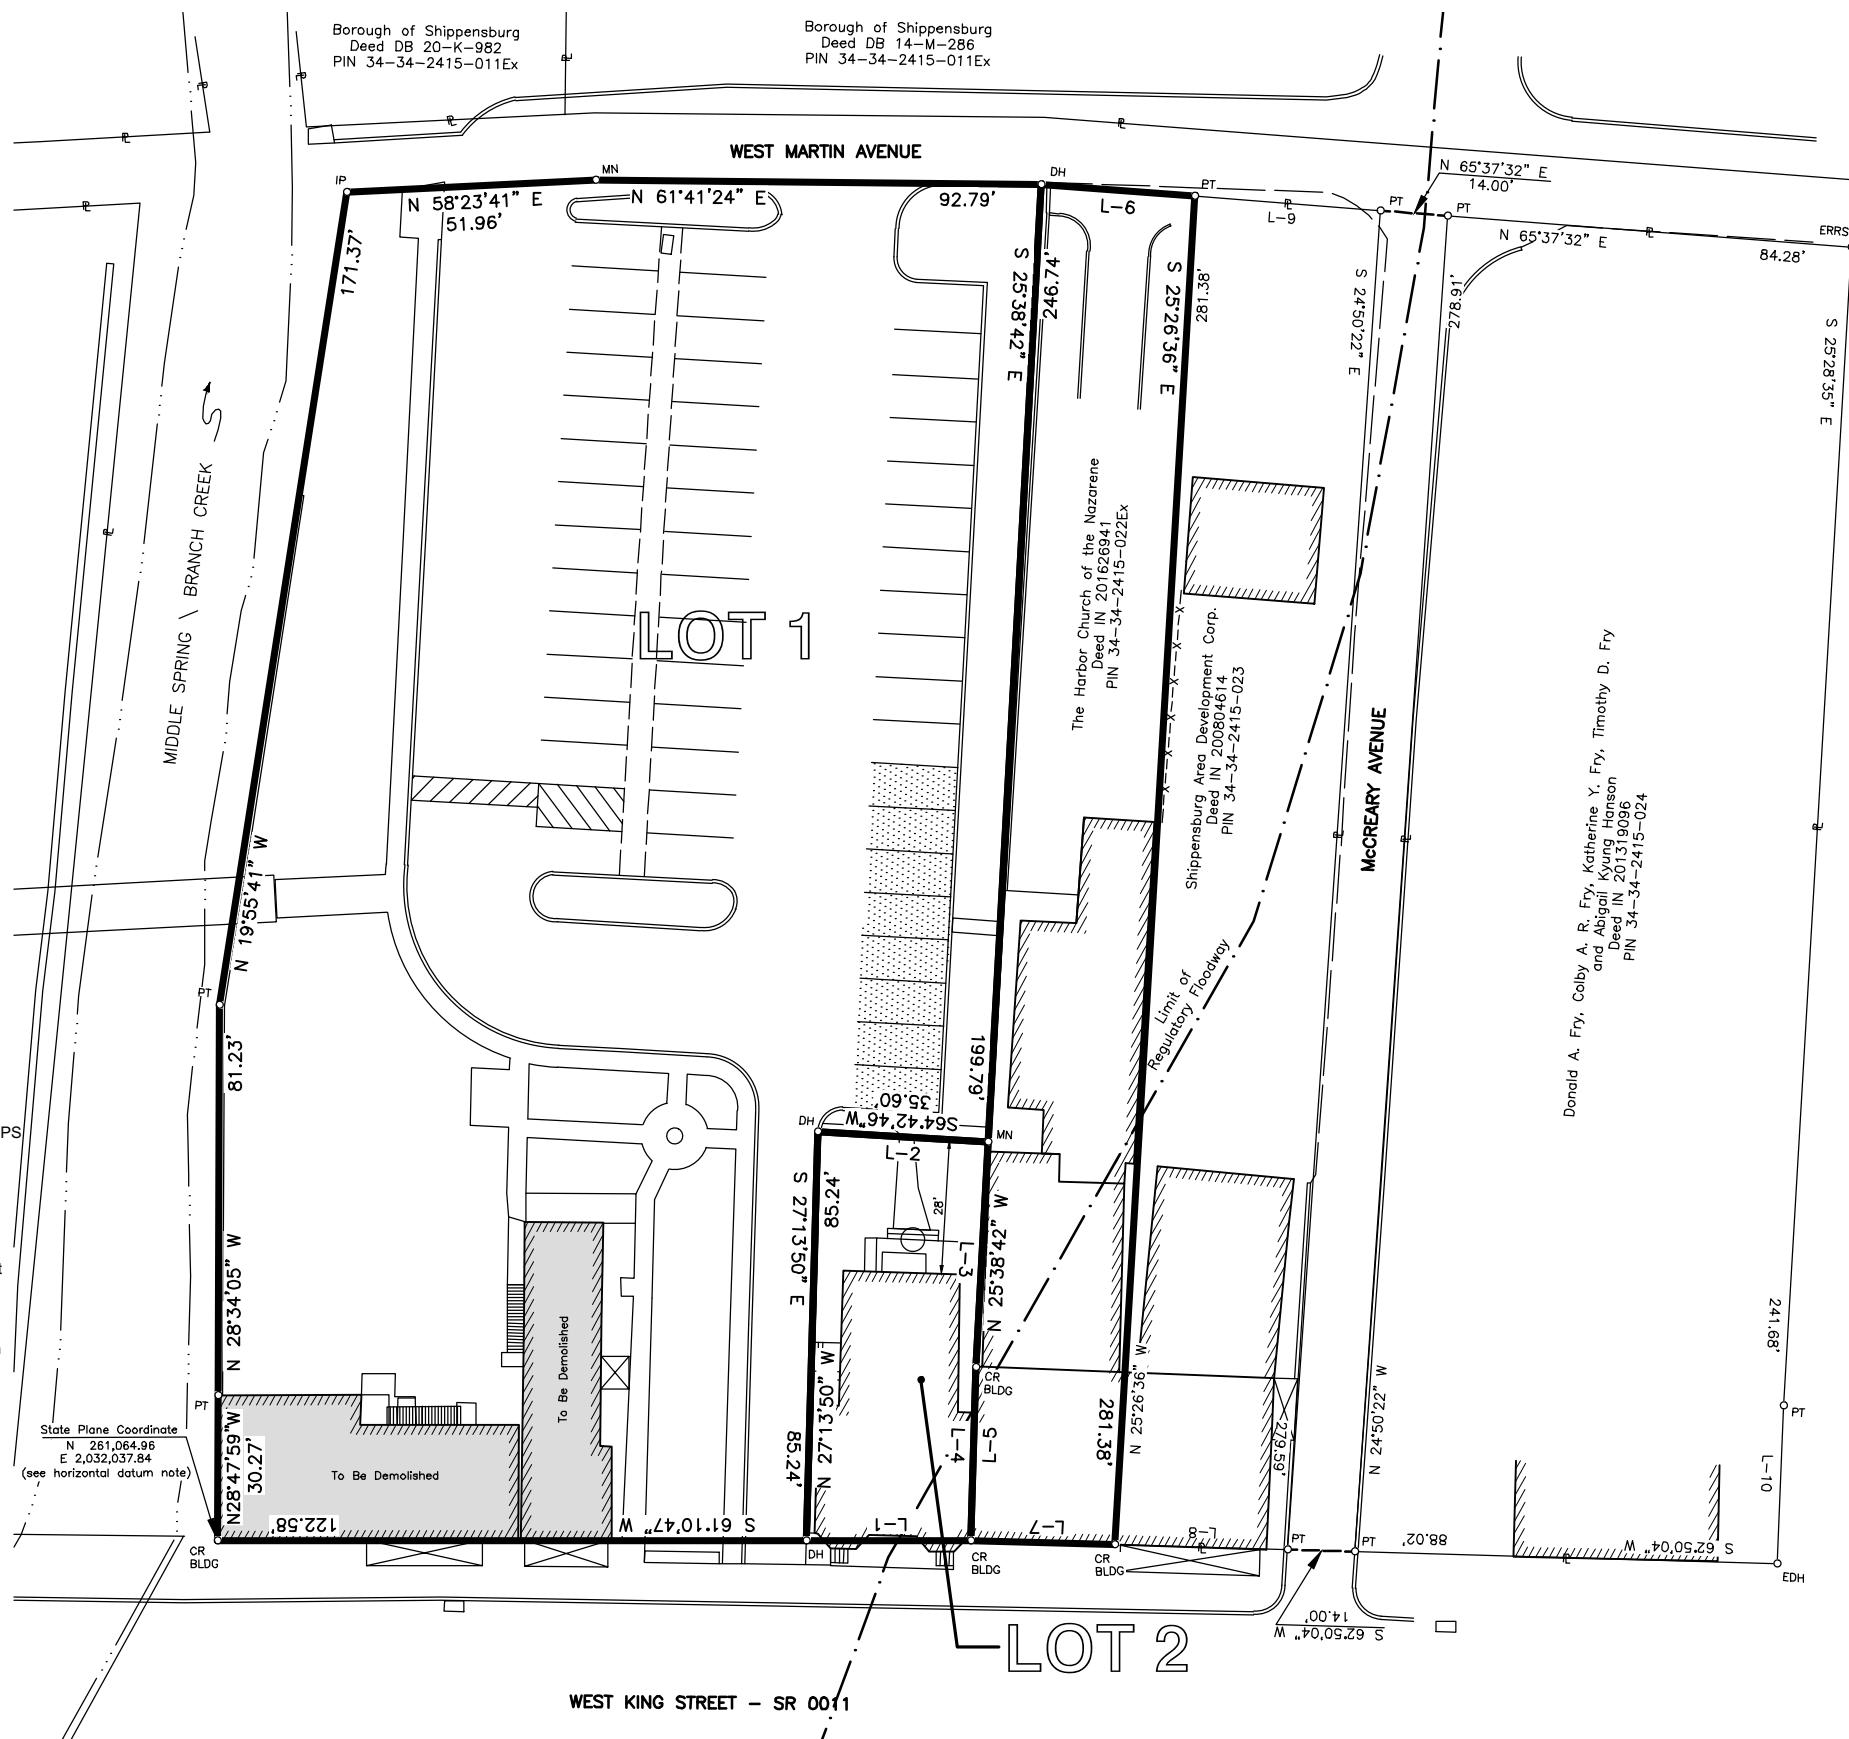 Borough of Shippensburg
Deed DB 20-K-982
PIN 34-34-2415-011Ex
Borough of Shippensburg
Deed DB 14-M-286
PIN 34-34-2415-011Ex
WEST MARTIN AVENUE
IP
MN
DH
PT
N 58°23'41" E
51.96'
N 61°41'24" E
92.79'
L-6
L-9
PT
PT
N 65°37'32" E
14.00'
N 65°37'32" E
84.28'
ERRS
171.37'
N 19°55'41" W
S 25°38'42" E
246.74'
S 25°26'36" E
281.38'
S 24°50'22" E
278.91'
S 25°28'35" E
MIDDLE SPRING \ BRANCH CREEK
LOT 1
The Harbor Church of the Nazarene
Deed IN 201626941
PIN 34-34-2415-022Ex
Shippensburg Area Development Corp.
Deed IN 200804614
PIN 34-34-2415-023
McCREARY AVENUE
Donald A. Fry, Colby A. R. Fry, Katherine Y. Fry, Timothy D. Fry
and Abigail Kyung Hanson
Deed IN 201319096
PIN 34-34-2415-024
Limit of
Regulatory Floodway
PT
81.23'
N 28°34'05" W
199.79'
35.60'
S64°42'46"W
DH
MN
L-2
PS
S 27°13'50" E
85.24'
28'
L-3
N 25°38'42" W
To Be Demolished
N 27°13'50" W
85.24'
CR
BLDG
L-4
L-5
281.38'
N 25°26'36" W
279.59'
N 24°50'22" W
241.68'
PT
L-10
PT
State Plane Coordinate
N 261,064.96
E 2,032,037.84
(see horizontal datum note)
N28°47'59"W
30.27'
To Be Demolished
122.58'
S 61°10'47" W
L-1
L-7
L-8
PT
PT
88.02'
S 62°50'04" W
CR
BLDG
DH
CR
BLDG
CR
BLDG
EDH
S 62°50'04" W
14.00'
LOT 2
WEST KING STREET - SR 0011